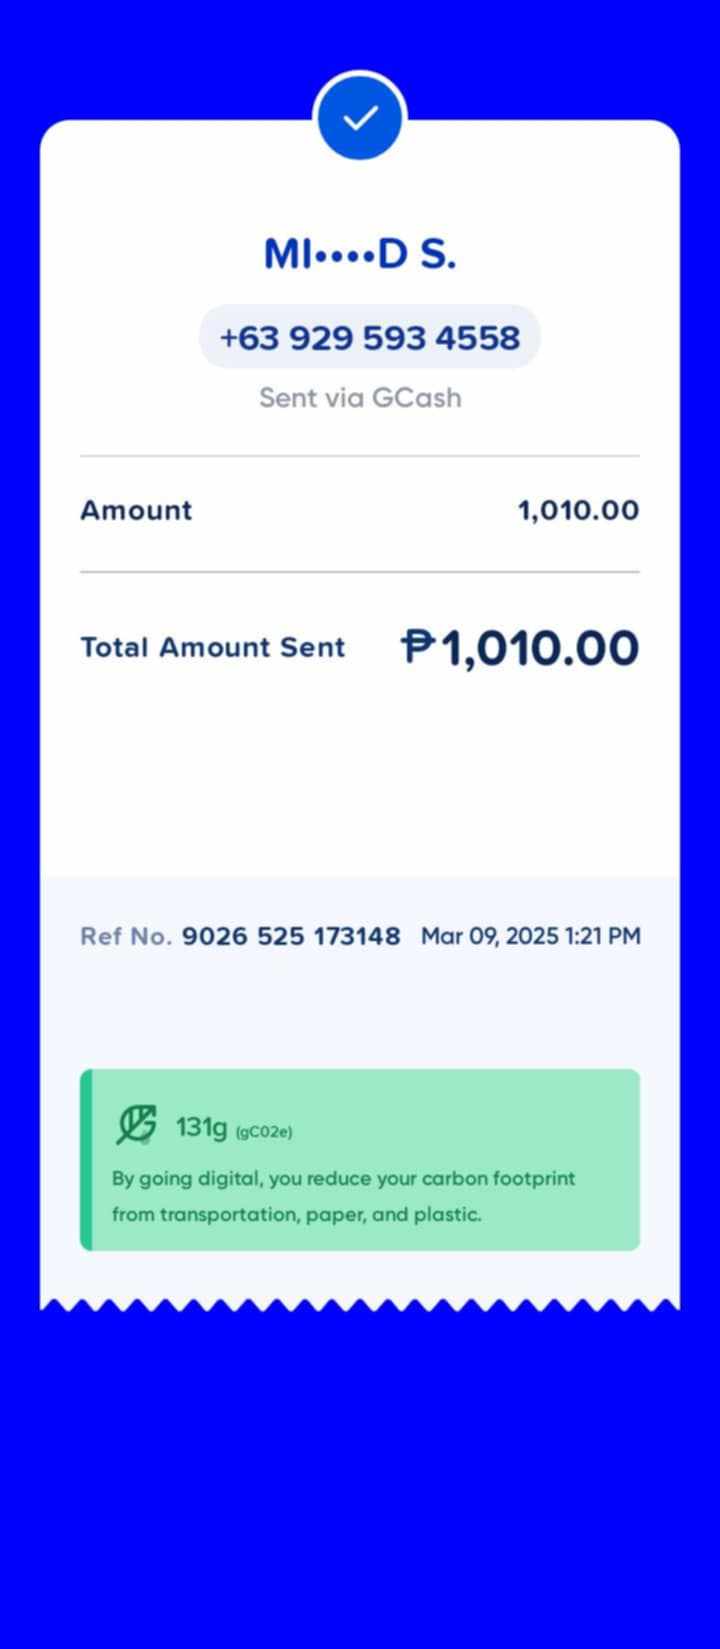 MI••••D S.
+63 929 593 4558
Sent via GCash
Amount 1,010.00
Total Amount Sent ₱1,010.00
Ref No. 9026 525 173148 Mar 09, 2025 1:21 PM
131g (gC02e)
By going digital, you reduce your carbon footprint
from transportation, paper, and plastic.